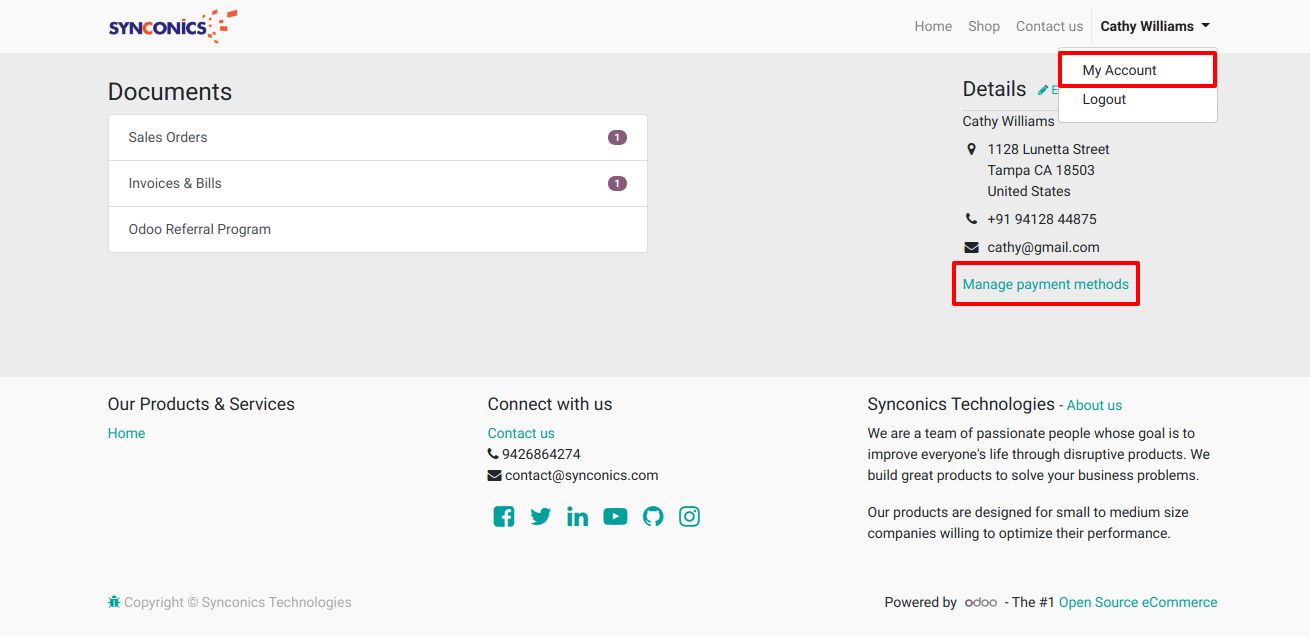 SYNCONICS
Home Shop Contact us Cathy Williams
My Account
Logout
Documents
Sales Orders 1
Invoices & Bills 1
Odoo Referral Program
Details E
Cathy Williams
1128 Lunetta Street
Tampa CA 18503
United States
+91 94128 44875
cathy@gmail.com
Manage payment methods
Our Products & Services
Home
Connect with us
Contact us
9426864274
contact@synconics.com
Synconics Technologies - About us
We are a team of passionate people whose goal is to
improve everyone's life through disruptive products. We
build great products to solve your business problems.
Our products are designed for small to medium size
companies willing to optimize their performance.
Copyright © Synconics Technologies
Powered by odoo - The #1 Open Source eCommerce